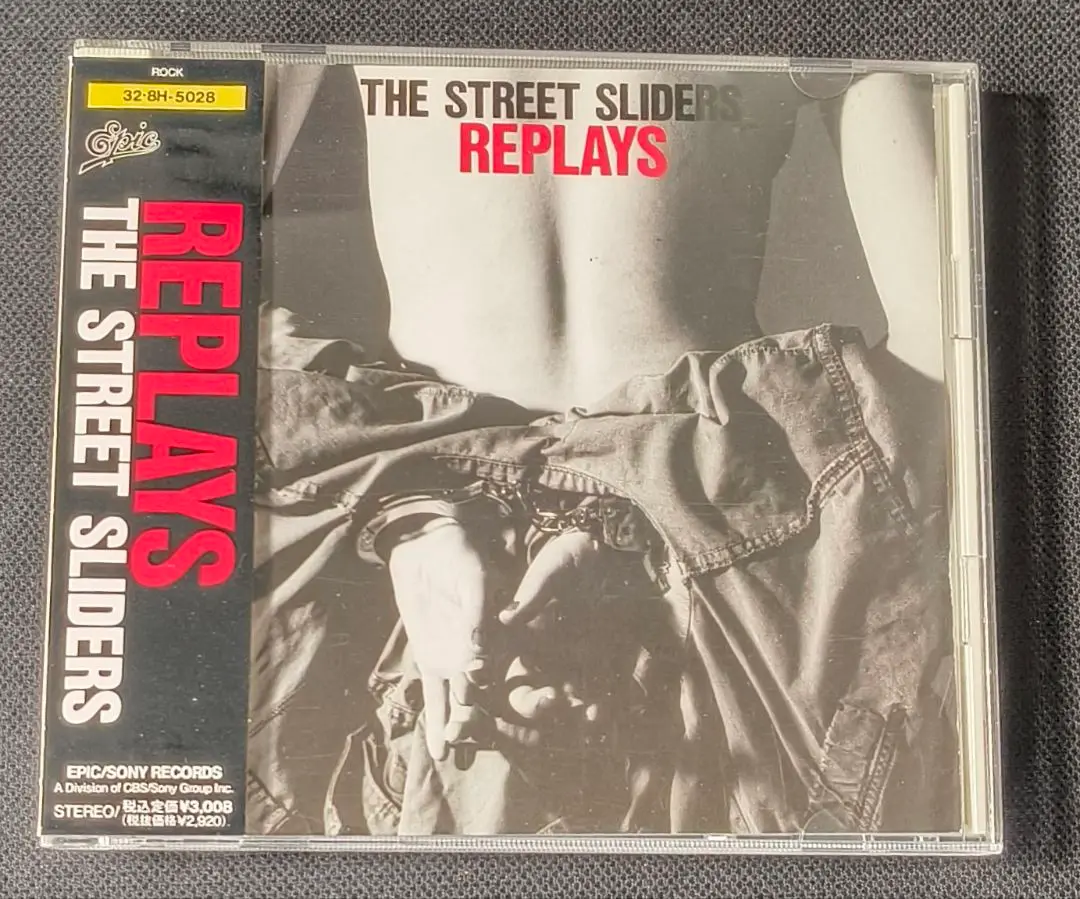 ROCK
32·8H-5028
Epic
REPLAYS
THE STREET SLIDERS
EPIC/SONY RECORDS
A Division of CBS/Sony Group Inc.
STEREO/税込定価¥3,008
(税抜価格¥2,920)
THE STREET SLIDERS
REPLAYS